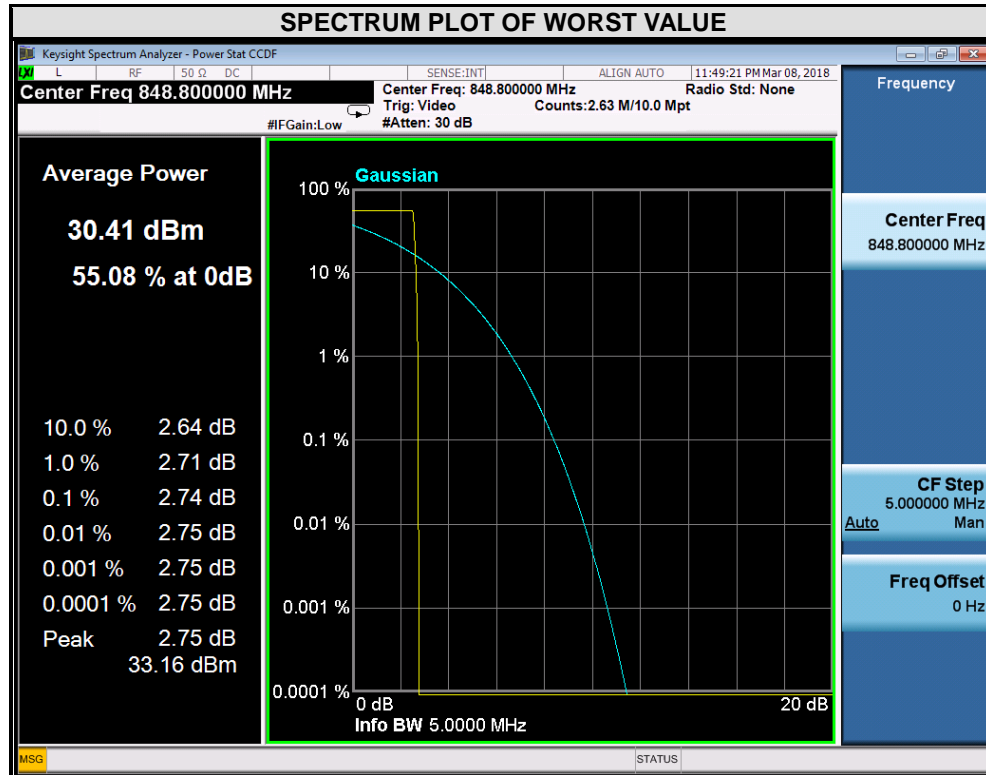 SPECTRUM PLOT OF WORST VALUE
Keysight Spectrum Analyzer - Power Stat CCDF
LXI L RF 50 Ω DC SENSE:INT ALIGN AUTO 11:49:21 PM Mar 08, 2018
Center Freq 848.800000 MHz
Center Freq: 848.800000 MHz Radio Std: None
Trig: Video Counts:2.63 M/10.0 Mpt
#IFGain:Low #Atten: 30 dB
Frequency
Average Power
30.41 dBm
55.08 % at 0dB
10.0 % 2.64 dB
1.0 % 2.71 dB
0.1 % 2.74 dB
0.01 % 2.75 dB
0.001 % 2.75 dB
0.0001 % 2.75 dB
Peak 2.75 dB
33.16 dBm
Gaussian
100 %
10 %
1 %
0.1 %
0.01 %
0.001 %
0.0001 %
0 dB 20 dB
Info BW 5.0000 MHz
Center Freq
848.800000 MHz
CF Step
5.000000 MHz
Auto Man
Freq Offset
0 Hz
MSG STATUS